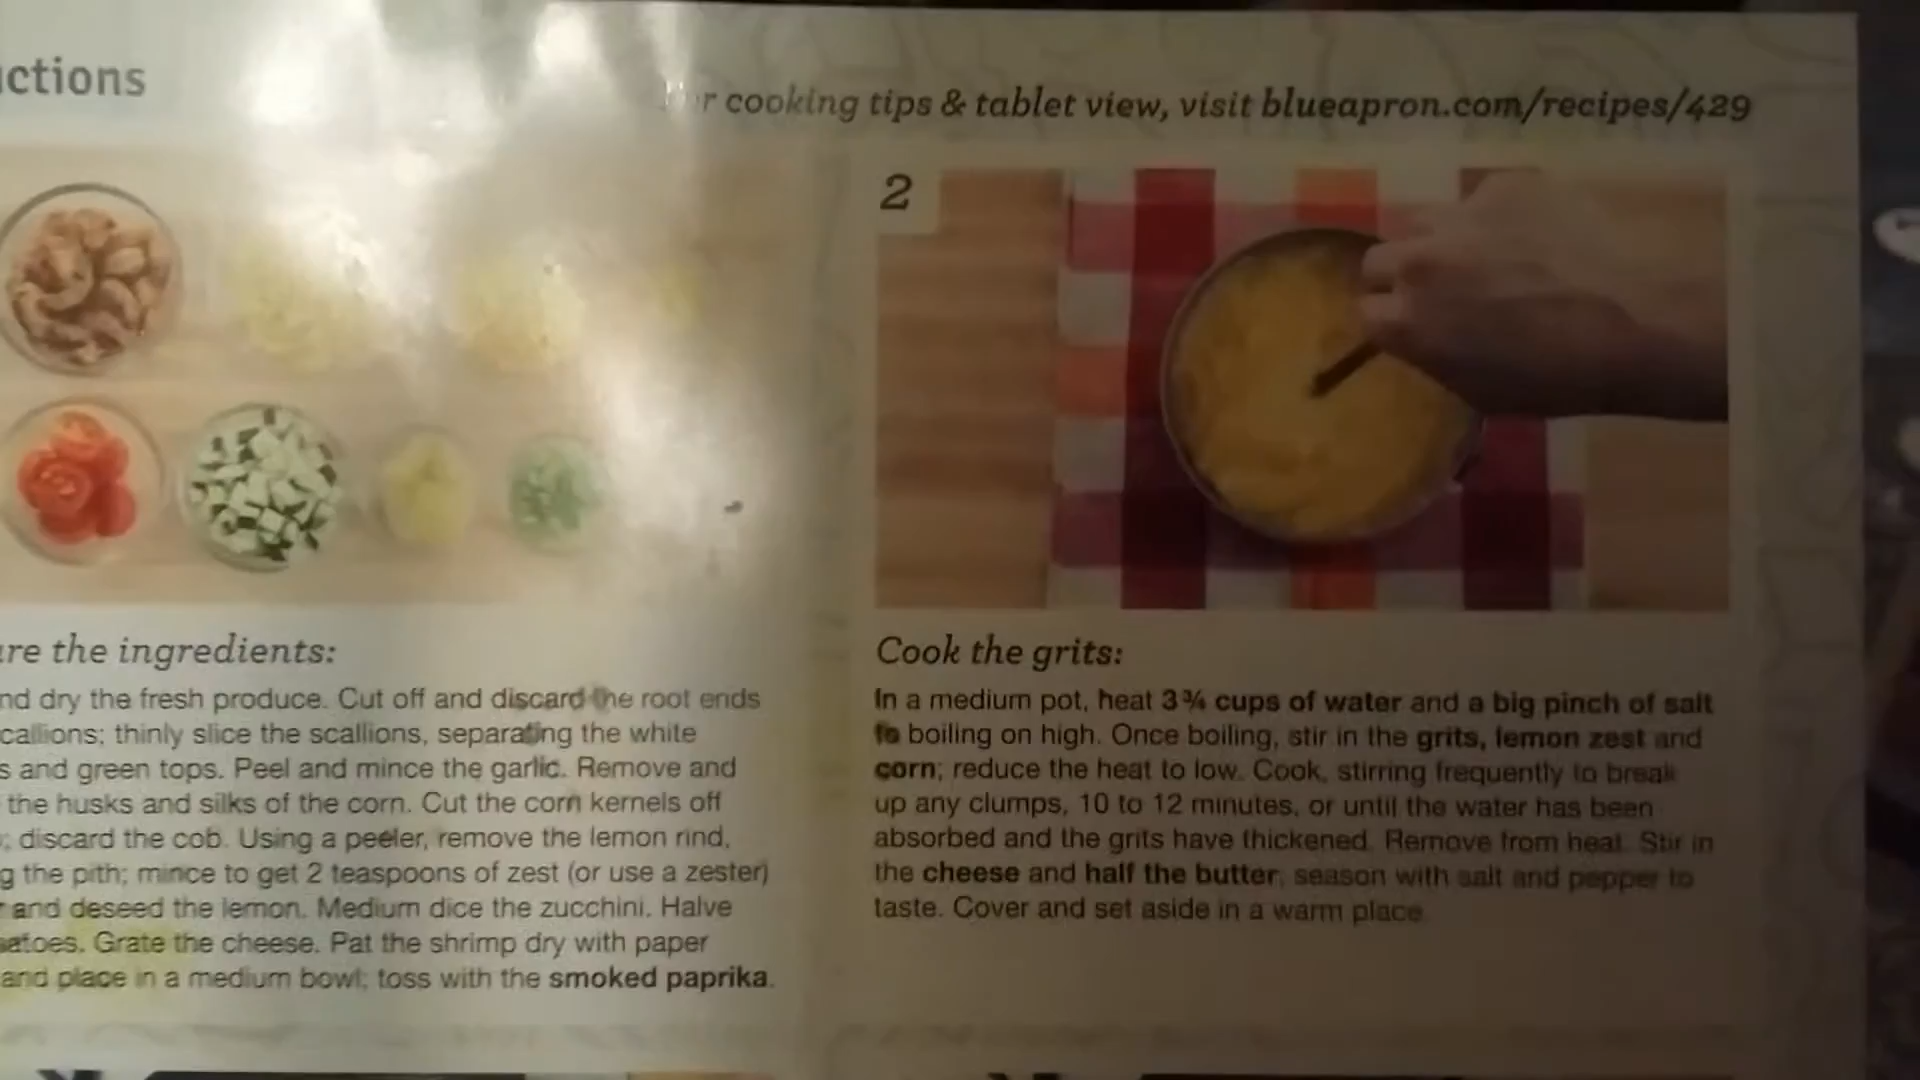 ctions
r cooking tips & tablet view, visit blueapron.com/recipes/429
2
re the ingredients:
nd dry the fresh produce. Cut off and discard the root ends
callions; thinly slice the scallions, separating the white
s and green tops. Peel and mince the garlic. Remove and
the husks and silks of the corn. Cut the corn kernels off
; discard the cob. Using a peeler, remove the lemon rind,
g the pith; mince to get 2 teaspoons of zest (or use a zester)
and deseed the lemon. Medium dice the zucchini. Halve
atoes. Grate the cheese. Pat the shrimp dry with paper
and place in a medium bowl; toss with the smoked paprika.
Cook the grits:
In a medium pot, heat 3 ¾ cups of water and a big pinch of salt
to boiling on high. Once boiling, stir in the grits, lemon zest and
corn; reduce the heat to low. Cook, stirring frequently to break
up any clumps, 10 to 12 minutes, or until the water has been
absorbed and the grits have thickened. Remove from heat. Stir in
the cheese and half the butter; season with salt and pepper to
taste. Cover and set aside in a warm place.